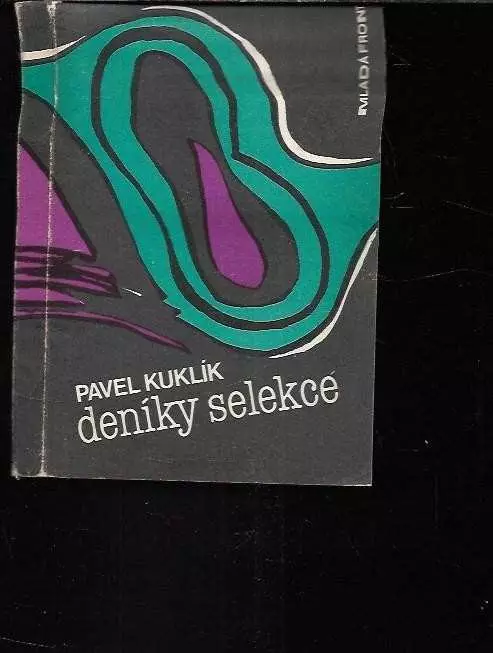 MLADÁ FRONTA
PAVEL KUKLÍK
deníky selekce